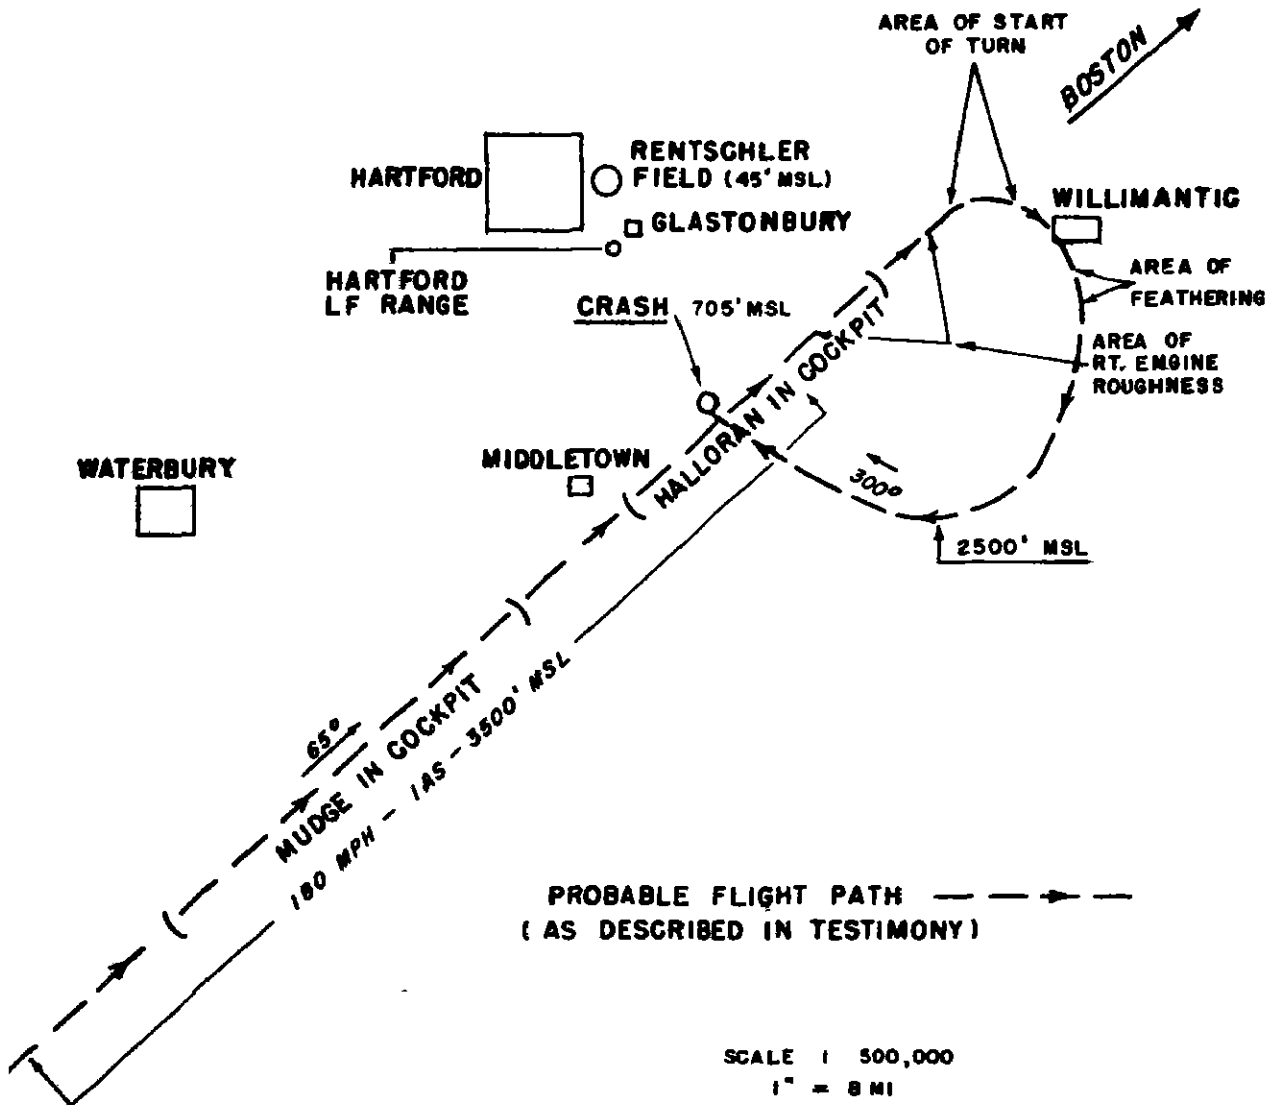 AREA OF START
OF TURN
BOSTON
HARTFORD
RENTSCHLER
FIELD (45' MSL)
GLASTONBURY
WILLIMANTIC
HARTFORD
LF RANGE
AREA OF
FEATHERING
CRASH 705' MSL
AREA OF
RT. ENGINE
ROUGHNESS
HALLORAN IN COCKPIT
WATERBURY
MIDDLETOWN
300°
2500' MSL
65°
MUDGE IN COCKPIT
180 MPH - IAS - 3500' MSL
PROBABLE FLIGHT PATH
(AS DESCRIBED IN TESTIMONY)
SCALE 1 500,000
1" = 8 MI